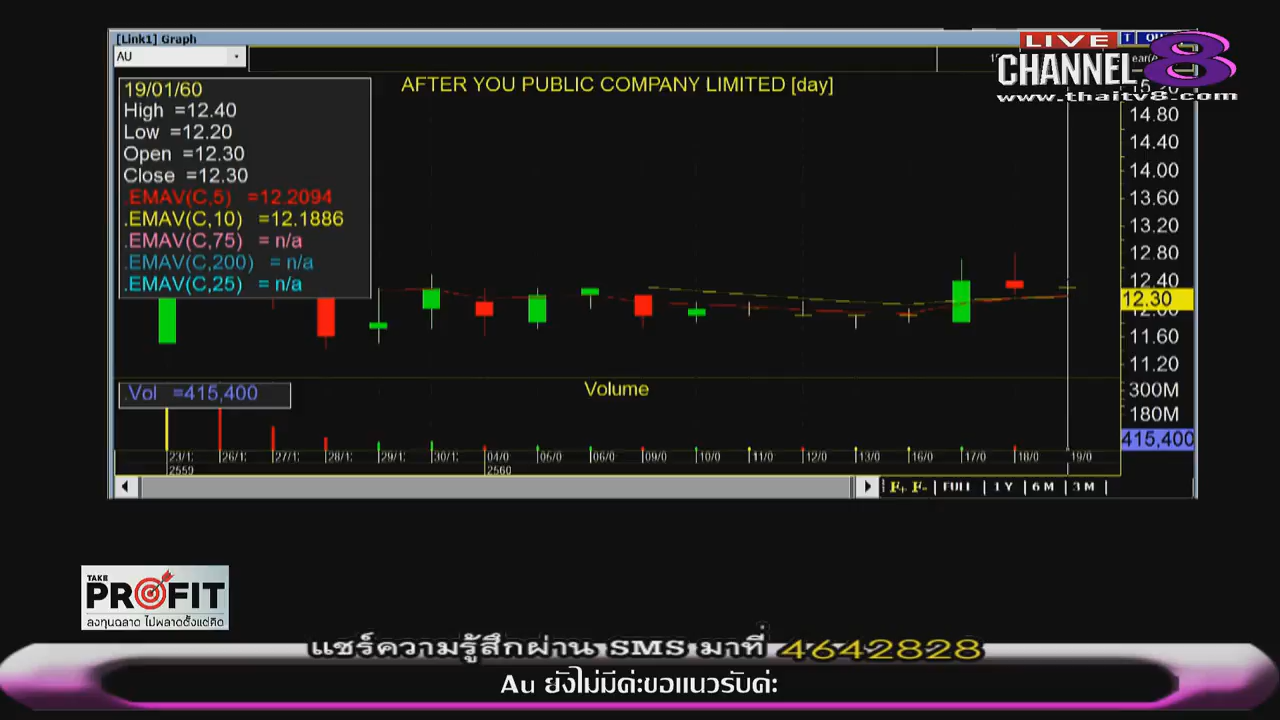 [Link1] Graph
AU
LIVE
CHANNEL 8
www.thaitv8.com
AFTER YOU PUBLIC COMPANY LIMITED [day]
19/01/60
High =12.40
Low =12.20
Open =12.30
Close =12.30
.EMAV(C,5) =12.2094
.EMAV(C,10) =12.1886
.EMAV(C,75) = n/a
.EMAV(C,200) = n/a
.EMAV(C,25) = n/a
15.20
14.80
14.40
14.00
13.60
13.20
12.80
12.40
12.30
12.00
11.60
11.20
.Vol =415,400
Volume
300M
180M
415,400
23/1 26/1 27/1 28/1 29/1 30/1 04/0 05/0 06/0 09/0 10/0 11/0 12/0 13/0 16/0 17/0 18/0 19/0
2559 2560
F+ F- FULL 1 Y 6 M 3 M
TAKE
PROFIT
ลงทุนฉลาด ไม่พลาดตั้งแต่คิด
แชร์ความรู้สึกผ่าน SMS มาที่ 4642828
Au ยังไม่มีค่ะขอแนวรับค่ะ